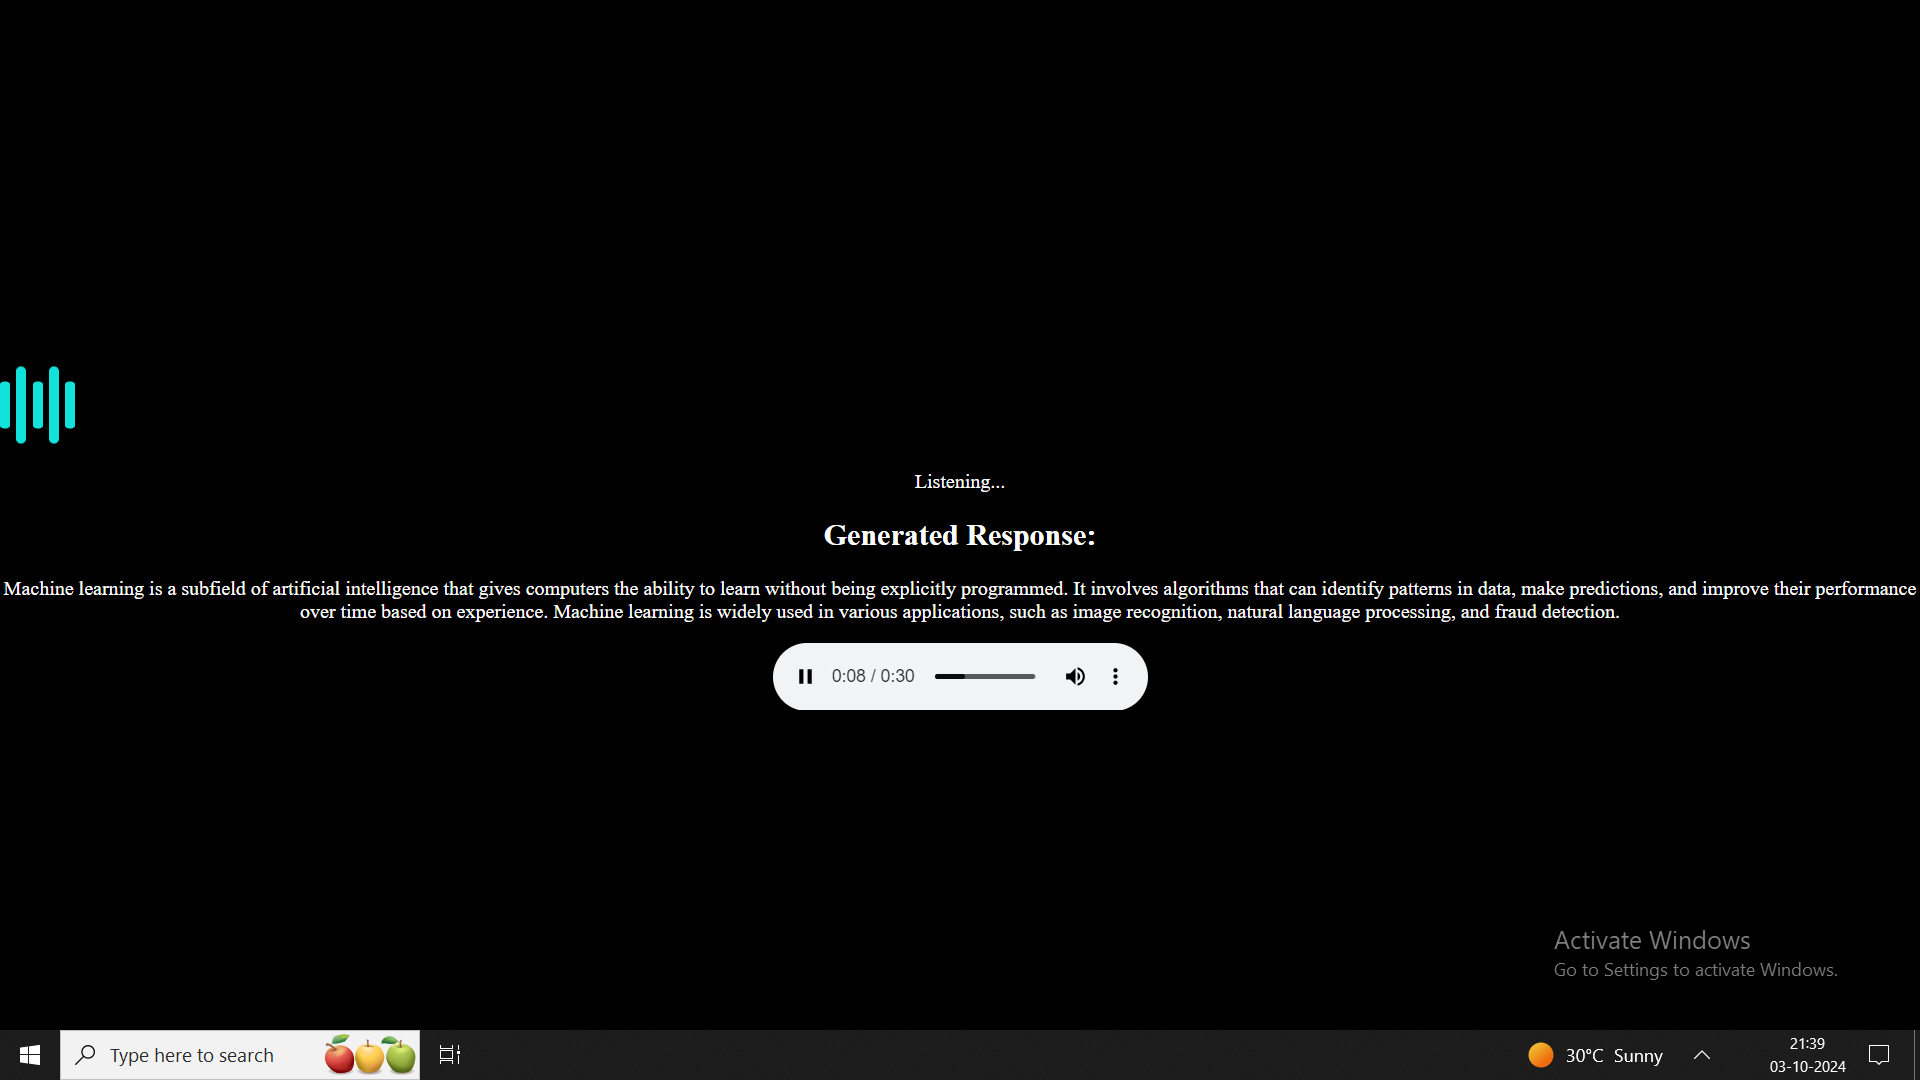 Listening...
Generated Response:
Machine learning is a subfield of artificial intelligence that gives computers the ability to learn without being explicitly programmed. It involves algorithms that can identify patterns in data, make predictions, and improve their performance
over time based on experience. Machine learning is widely used in various applications, such as image recognition, natural language processing, and fraud detection.
0:08 / 0:30
Activate Windows
Go to Settings to activate Windows.
Type here to search
30°C Sunny
21:39
03-10-2024